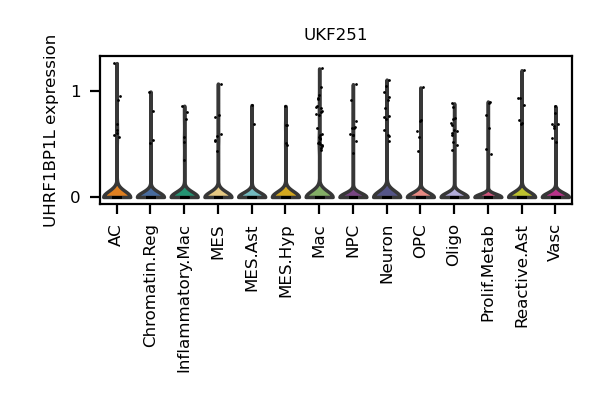 UKF251
UHRF1BP1L expression
1
0
AC
Chromatin.Reg
Inflammatory.Mac
MES
MES.Ast
MES.Hyp
Mac
NPC
Neuron
OPC
Oligo
Prolif.Metab
Reactive.Ast
Vasc